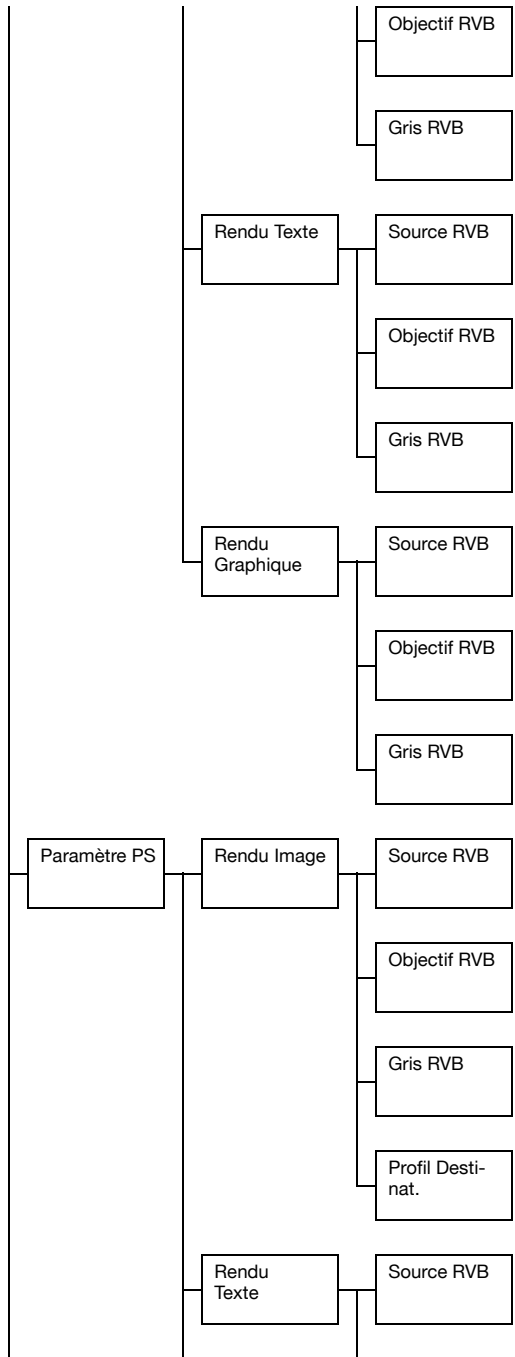 Objectif RVB
Gris RVB
Rendu Texte
Source RVB
Objectif RVB
Gris RVB
Rendu
Graphique
Source RVB
Objectif RVB
Gris RVB
Paramètre PS
Rendu Image
Source RVB
Objectif RVB
Gris RVB
Profil Desti-
nat.
Rendu
Texte
Source RVB